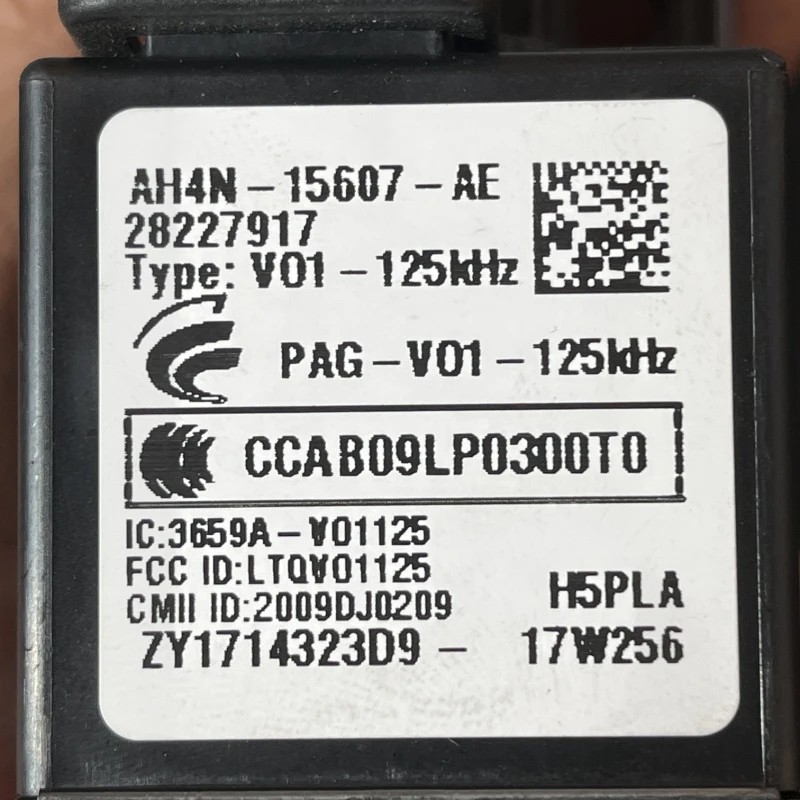 AH4N-15607-AE
28227917
Type: V01-125kHz
PAG-V01-125kHz
CCAB09LP0300T0
IC:3659A-V01125
FCC ID:LTQV01125
CMII ID:2009DJ0209
H5PLA
ZY1714323D9- 17W256